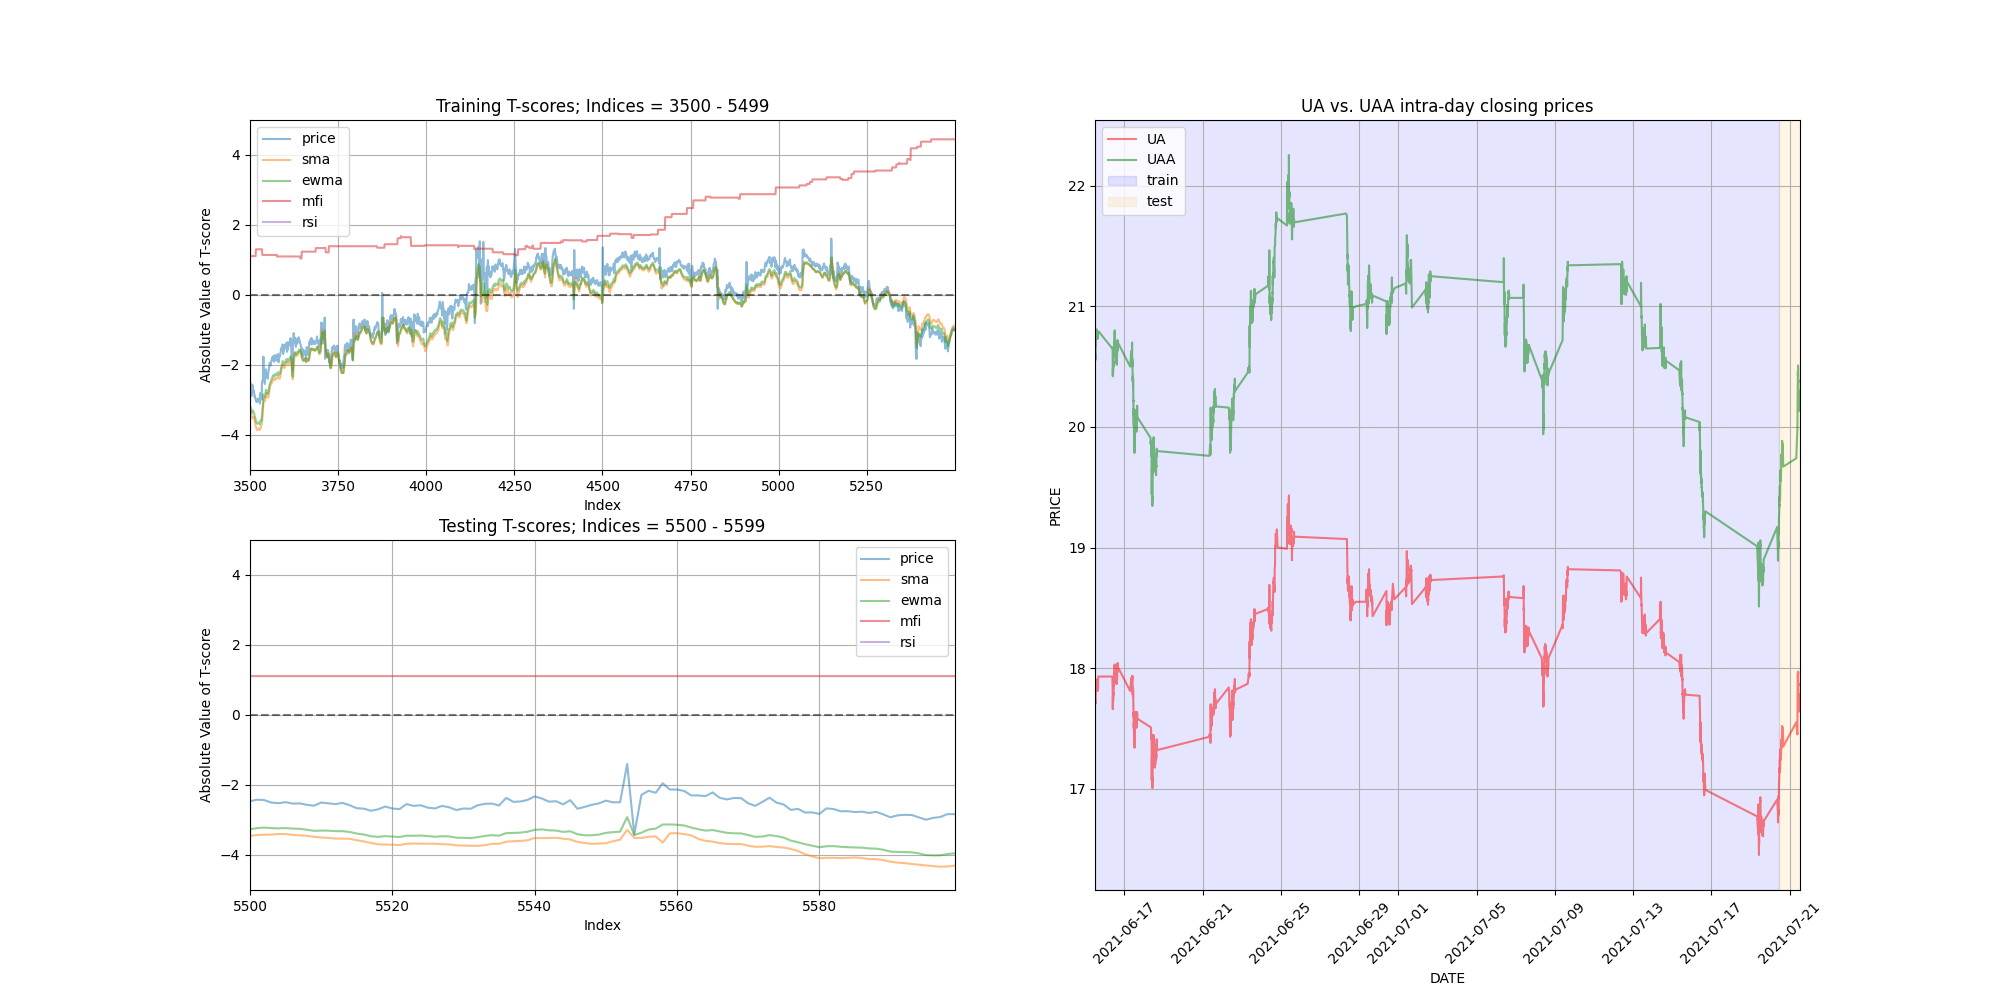 Training T-scores; Indices = 3500 - 5499
price
sma
ewma
mfi
rsi
Absolute Value of T-score
4
2
0
−2
−4
3500 3750 4000 4250 4500 4750 5000 5250
Index
Testing T-scores; Indices = 5500 - 5599
price
sma
ewma
mfi
rsi
Absolute Value of T-score
4
2
0
−2
−4
5500 5520 5540 5560 5580
Index
UA vs. UAA intra-day closing prices
UA
UAA
train
test
PRICE
22
21
20
19
18
17
2021-06-17 2021-06-21 2021-06-25 2021-06-29 2021-07-01 2021-07-05 2021-07-09 2021-07-13 2021-07-17 2021-07-21
DATE